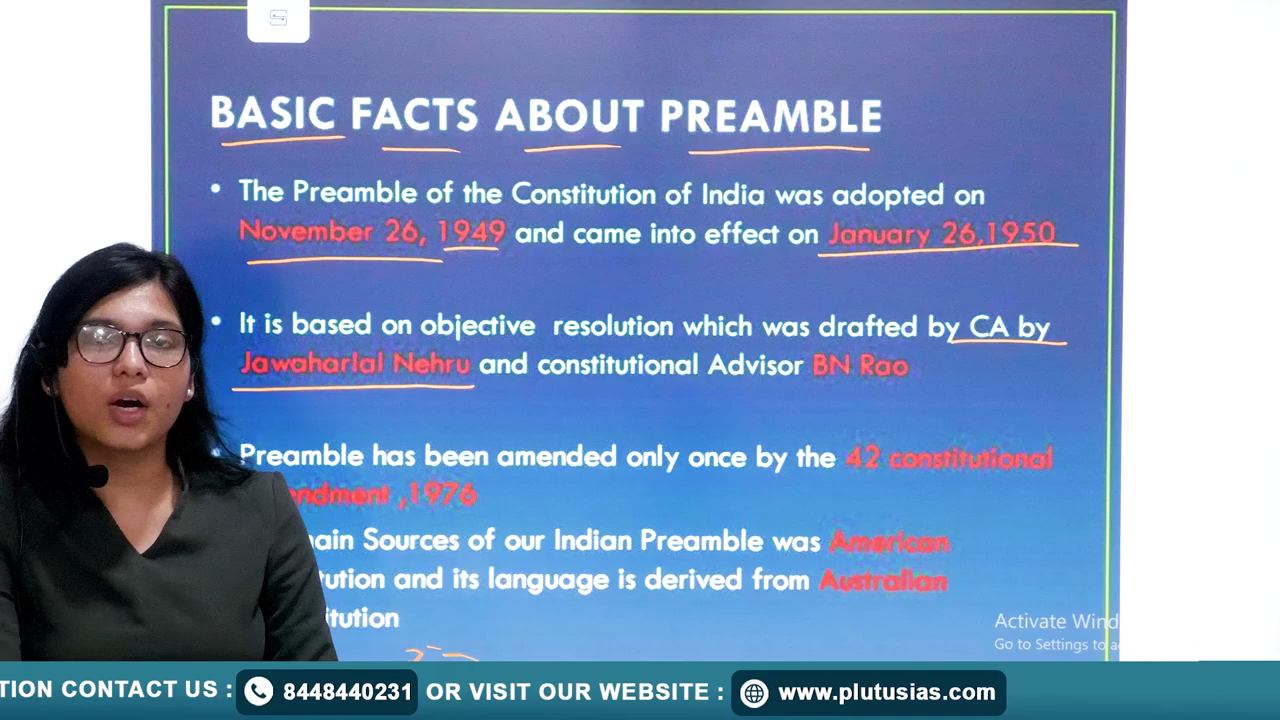 BASIC FACTS ABOUT PREAMBLE
• The Preamble of the Constitution of India was adopted on
November 26, 1949 and came into effect on January 26,1950
• It is based on objective resolution which was drafted by CA by
Jawaharlal Nehru and constitutional Advisor BN Rao
Preamble has been amended only once by the 42 constitutional
ndment ,1976
ain Sources of our Indian Preamble was American
tution and its language is derived from Australian
itution
Activate Wind
Go to Settings to a
TION CONTACT US : 8448440231 OR VISIT OUR WEBSITE : www.plutusias.com